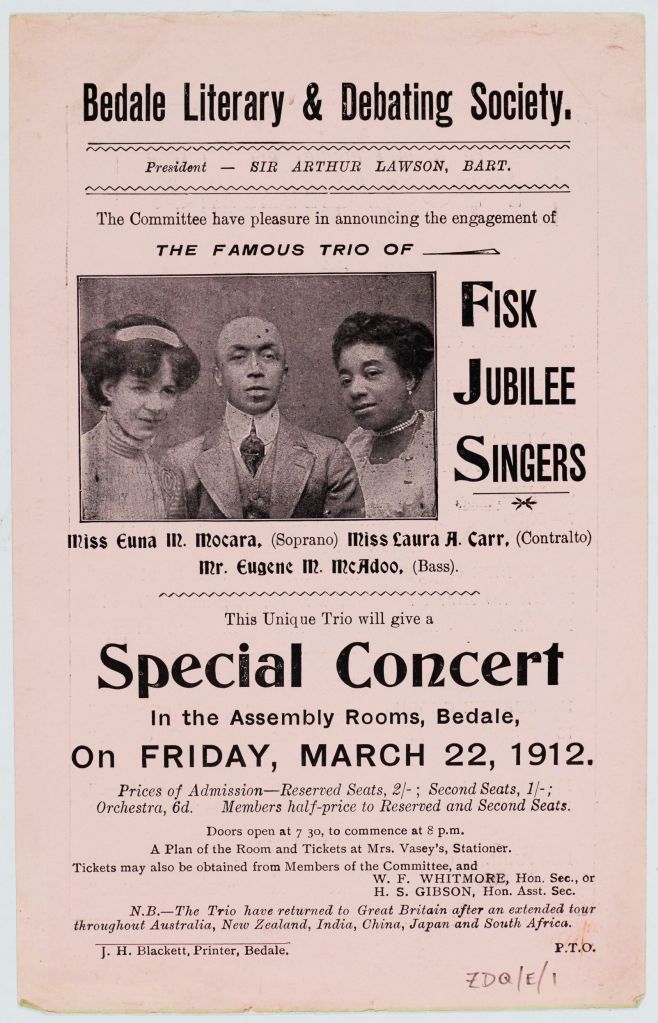 Bedale Literary & Debating Society.
President — SIR ARTHUR LAWSON, BART.
The Committee have pleasure in announcing the engagement of
THE FAMOUS TRIO OF
FISK
JUBILEE
SINGERS
Miss Euna M. Mocara, (Soprano) Miss Laura A. Carr, (Contralto)
Mr. Eugene M. McAdoo, (Bass).
This Unique Trio will give a
Special Concert
In the Assembly Rooms, Bedale,
On FRIDAY, MARCH 22, 1912.
Prices of Admission—Reserved Seats, 2/- ; Second Seats, 1/-;
Orchestra, 6d. Members half-price to Reserved and Second Seats.
Doors open at 7 30, to commence at 8 p.m.
A Plan of the Room and Tickets at Mrs. Vasey's, Stationer.
Tickets may also be obtained from Members of the Committee, and
W. F. WHITMORE, Hon. Sec., or
H. S. GIBSON, Hon. Asst. Sec.
N.B.—The Trio have returned to Great Britain after an extended tour
throughout Australia, New Zealand, India, China, Japan and South Africa.
J. H. Blackett, Printer, Bedale. P.T.O.
ZDQ/E/1